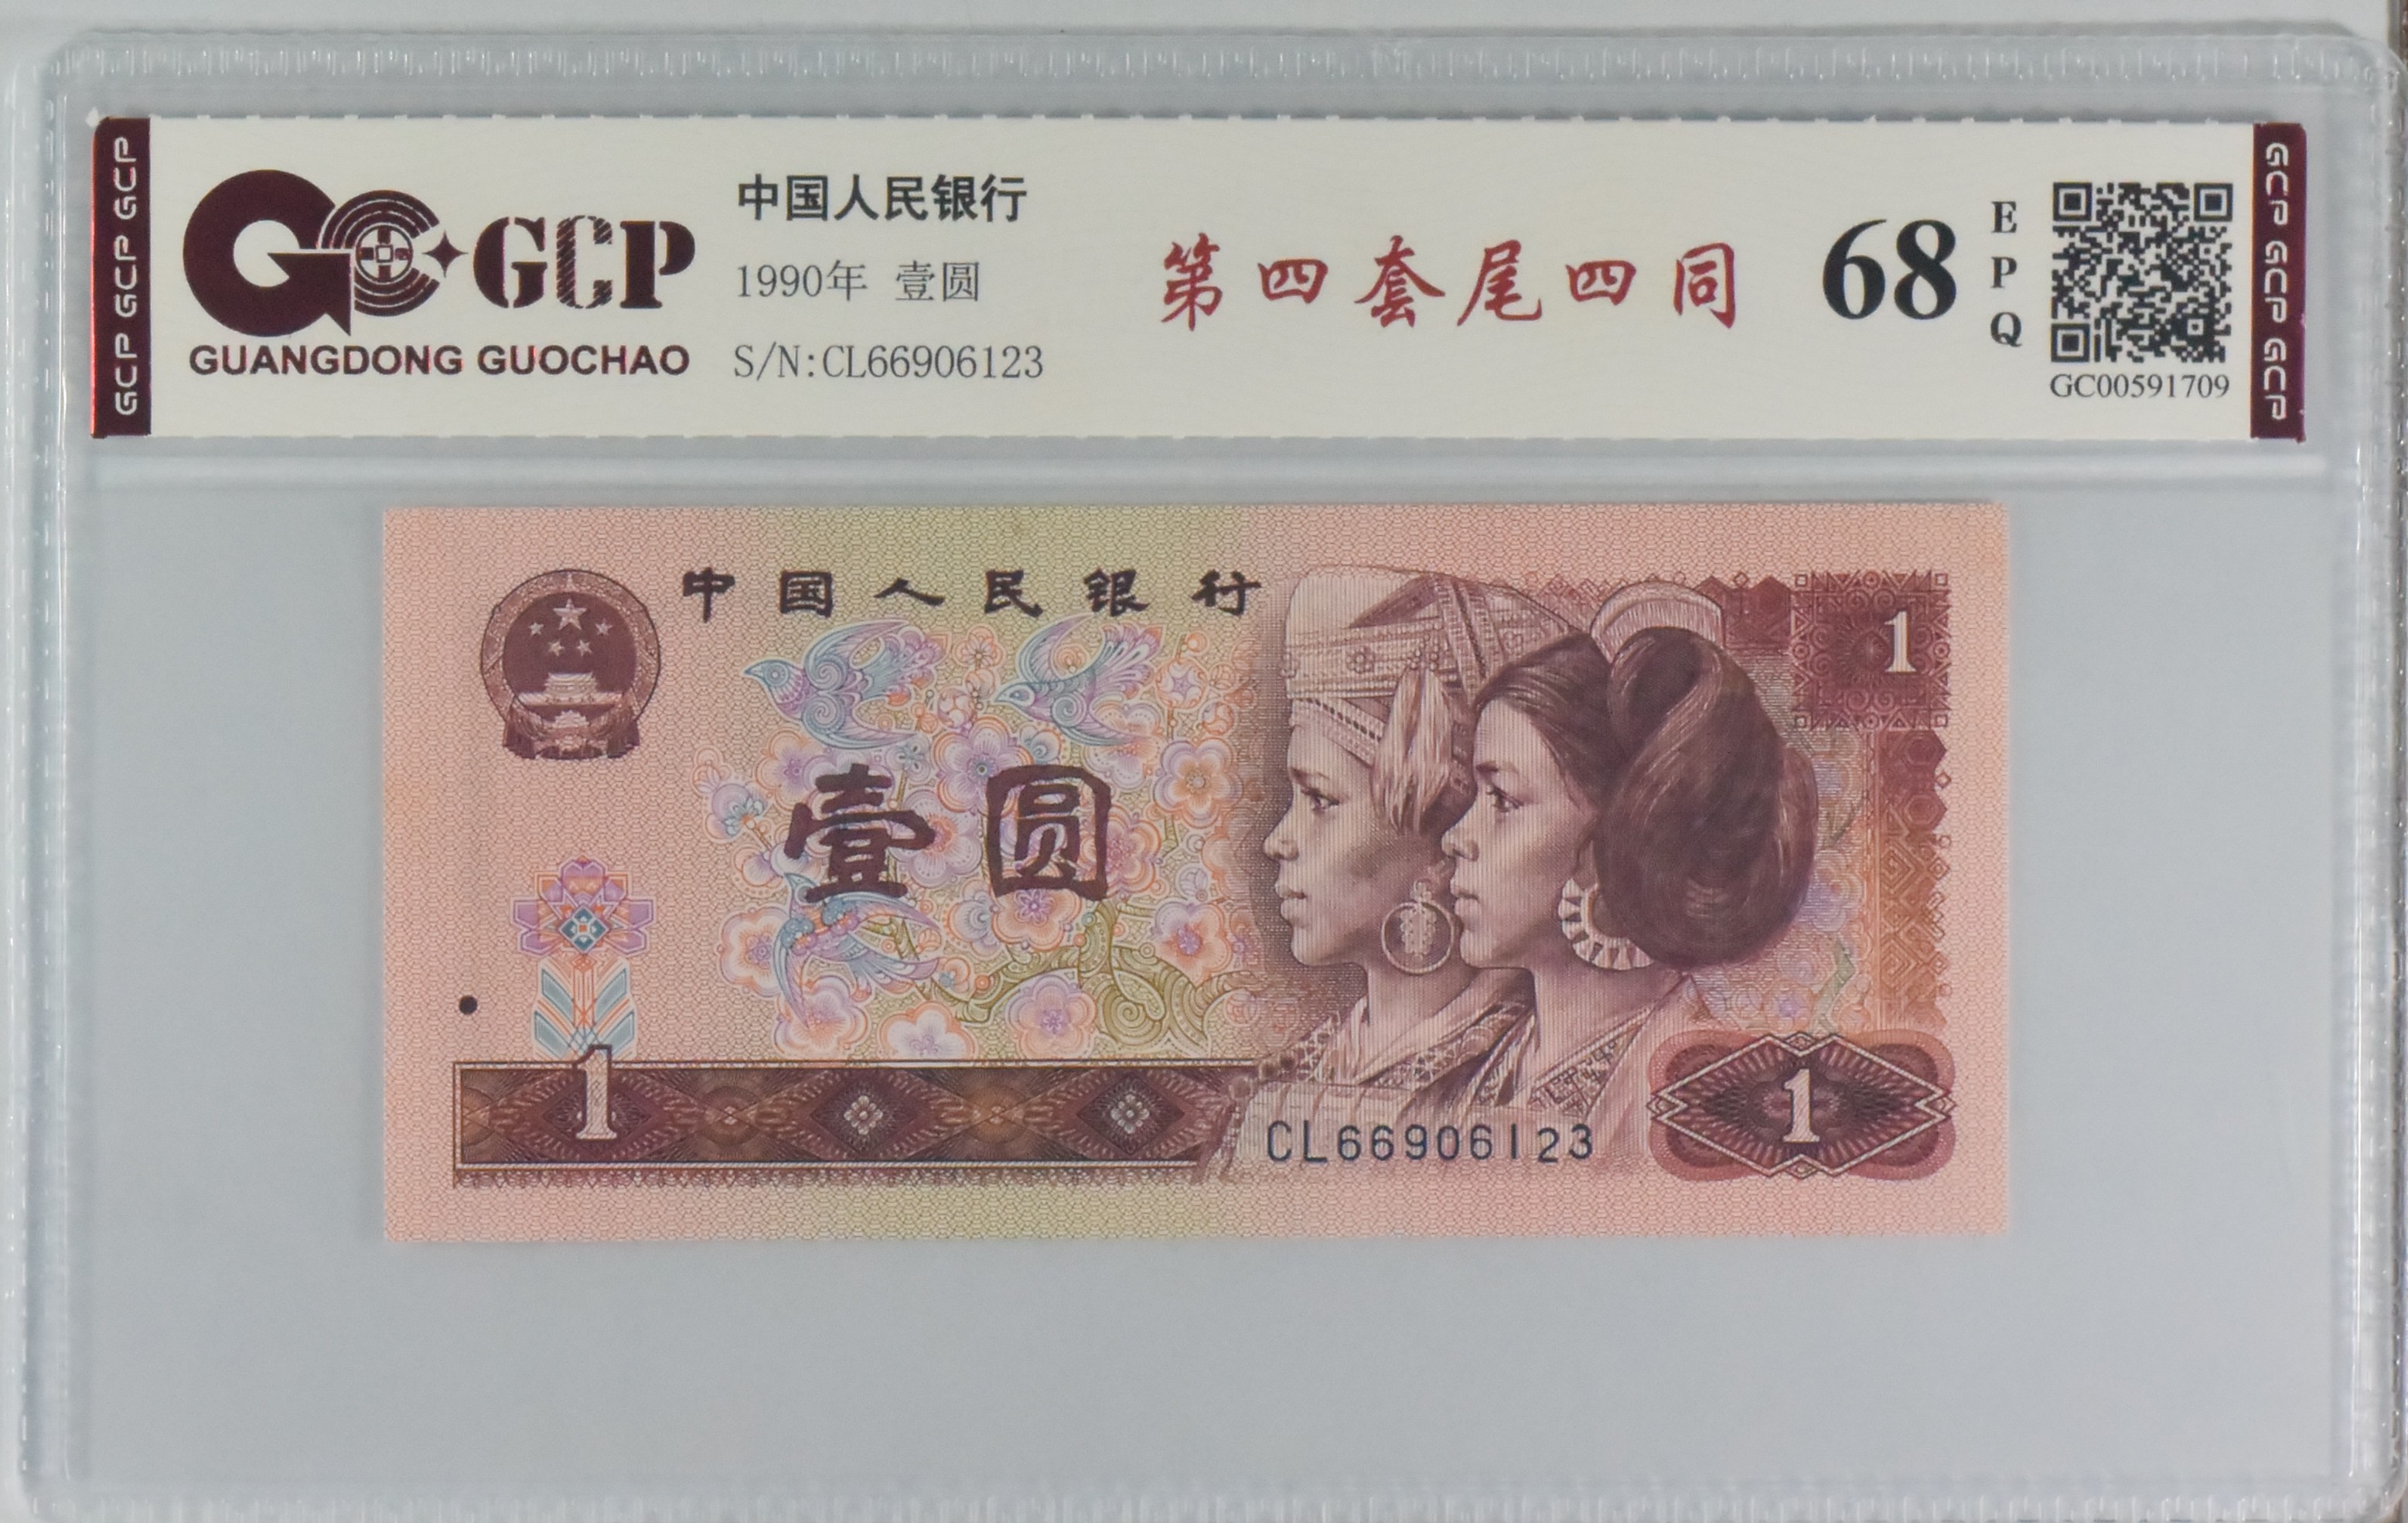 GCP GCP GCP
GCP
GUANGDONG GUOCHAO
中国人民银行
1990年 壹圆
S/N:CL66906123
第四套尾四同
68
EPQ
GC00591709
GCP GCP GCP
中国人民银行
1
壹圆
1
1
CL66906123